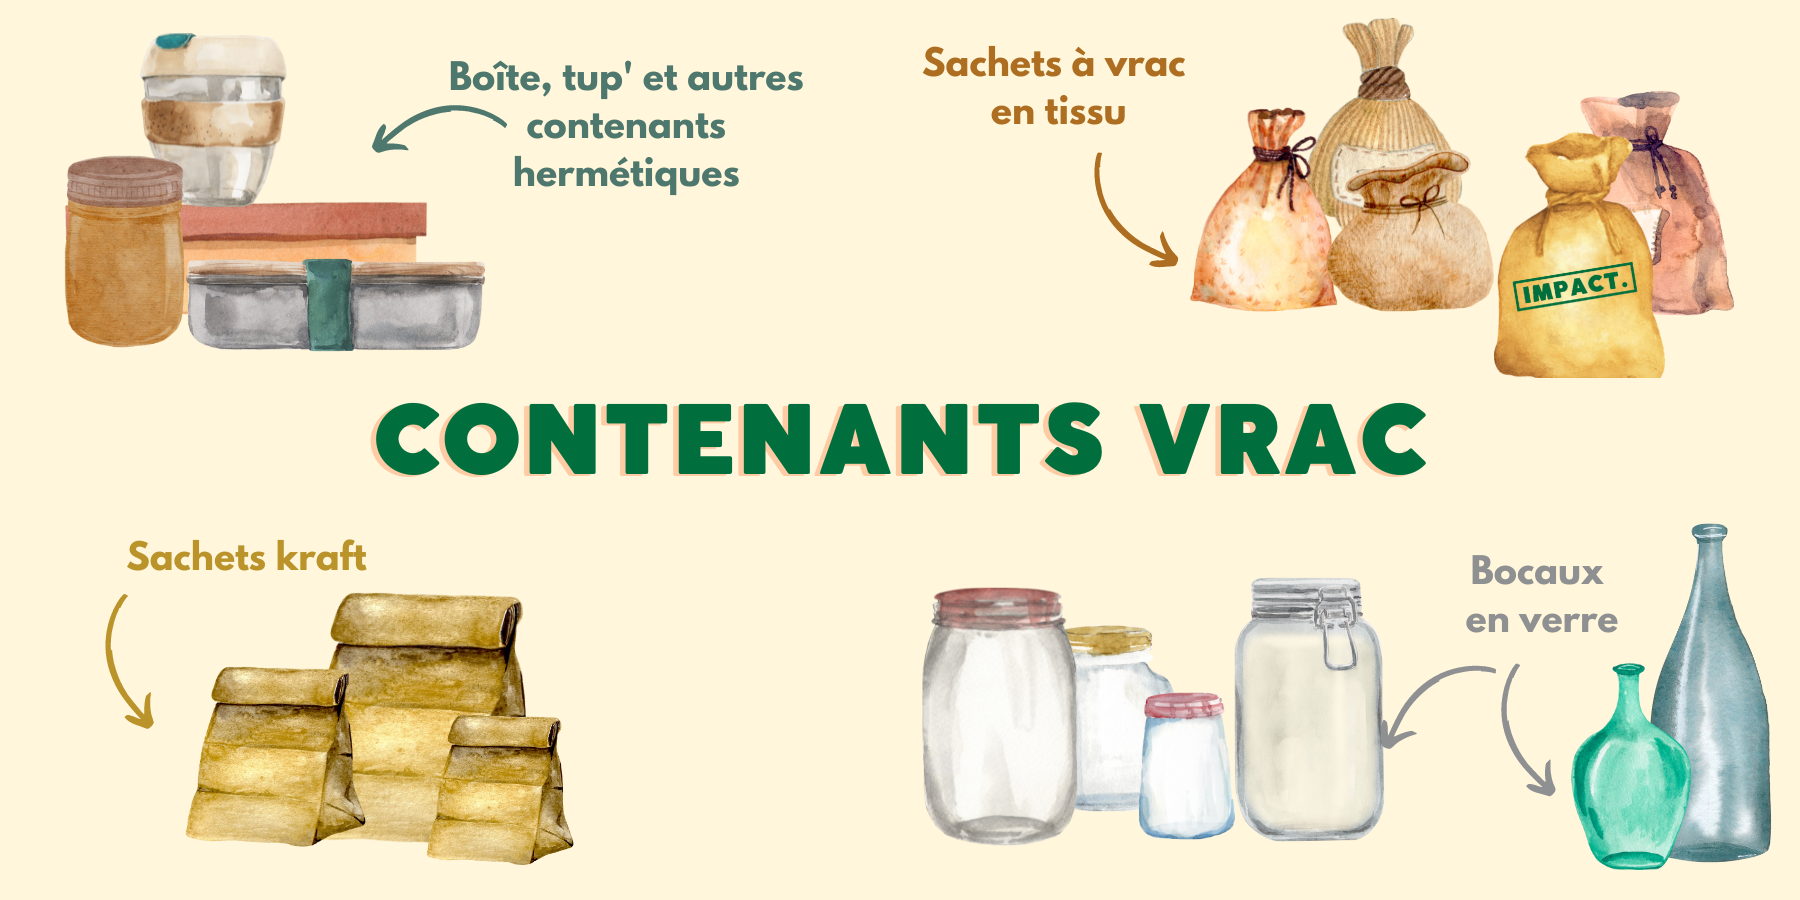 Boîte, tup' et autres
contenants
hermétiques
Sachets à vrac
en tissu
IMPACT.
CONTENANTS VRAC
Sachets kraft
Bocaux
en verre